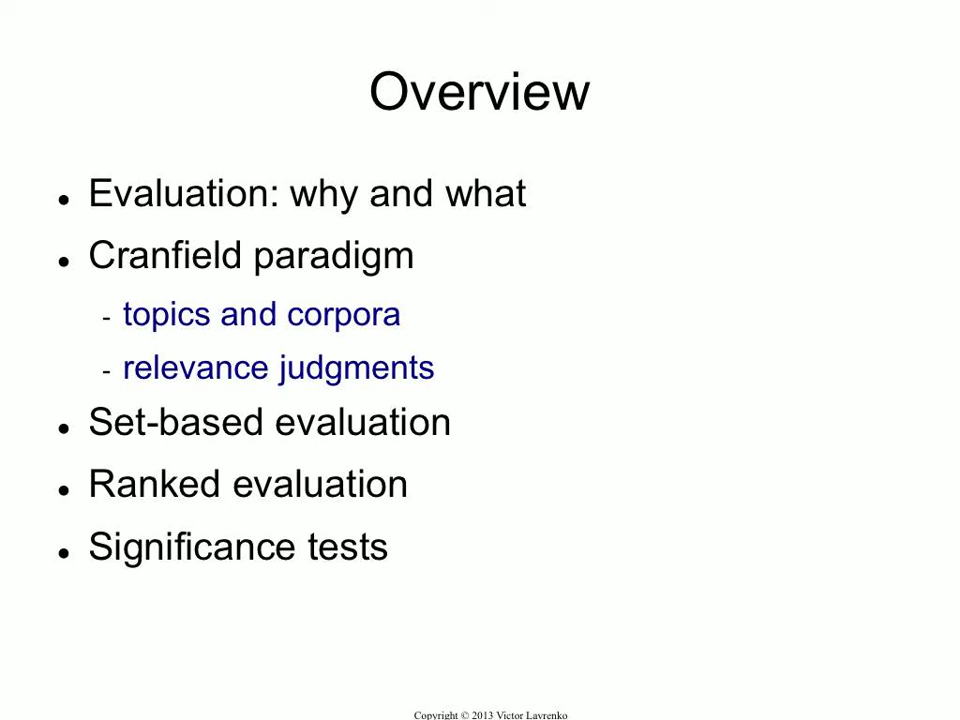 Overview
● Evaluation: why and what
● Cranfield paradigm
- topics and corpora
- relevance judgments
● Set-based evaluation
● Ranked evaluation
● Significance tests
Copyright © 2013 Victor Lavrenko